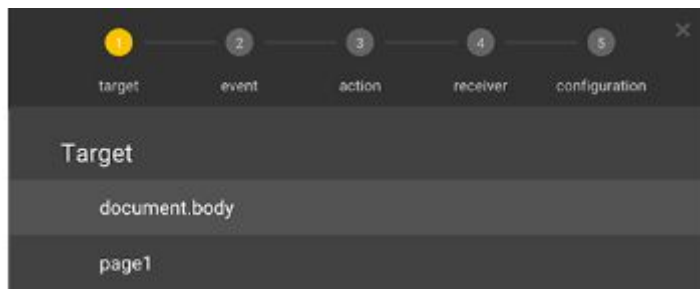 1 2 3 4 5 ×
target event action receiver configuration
Target
document.body
page1